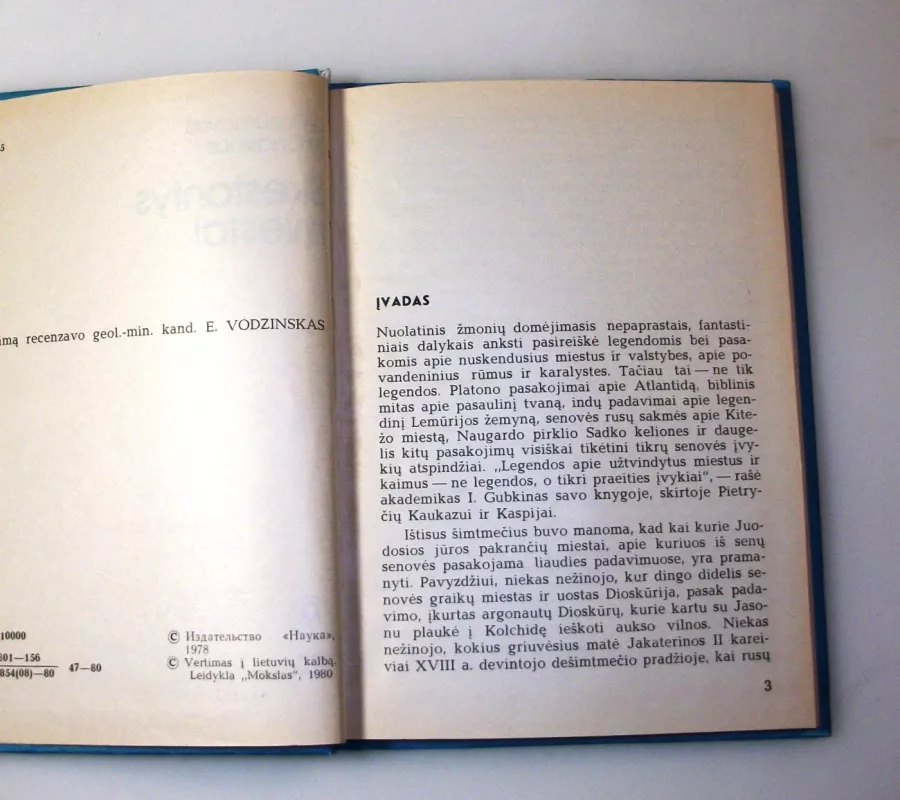 5
imą recenzavo geol.-min. kand. E. VODZINSKAS
10000
801—156
854(08)—80
47—80
© Издательство «Наука»,
1978
© Vertimas į lietuvių kalbą.
Leidykla „Mokslas", 1980
ĮVADAS
Nuolatinis žmonių domėjimasis nepaprastais, fantasti-
niais dalykais anksti pasireiškė legendomis bei pasa-
komis apie nuskendusius miestus ir valstybes, apie po-
vandeninius rūmus ir karalystes. Tačiau tai — ne tik
legendos. Platono pasakojimai apie Atlantidą, biblinis
mitas apie pasaulinį tvaną, indų padavimai apie legen-
dinį Lemūrijos žemyną, senovės rusų sakmės apie Kite-
žo miestą, Naugardo pirklio Sadko keliones ir dauge-
lis kitų pasakojimų visiškai tikėtini tikrų senovės įvy-
kių atspindžiai. „Legendos apie užtvindytus miestus ir
kaimus — ne legendos, o tikri praeities įvykiai", — rašė
akademikas I. Gubkinas savo knygoje, skirtoje Pietry-
čių Kaukazui ir Kaspijai.
Ištisus šimtmečius buvo manoma, kad kai kurie Juo-
dosios jūros pakrančių miestai, apie kuriuos iš senų
senovės pasakojama liaudies padavimuose, yra prama-
nyti. Pavyzdžiui, niekas nežinojo, kur dingo didelis se-
novės graikų miestas ir uostas Dioskūrija, pasak pada-
vimo, įkurtas argonautų Dioskūrų, kurie kartu su Jaso-
nu plaukė į Kolchidę ieškoti aukso vilnos. Niekas
nežinojo, kokius griuvėsius matė Jakaterinos II karei-
viai XVIII a. devintojo dešimtmečio pradžioje, kai rusų
3